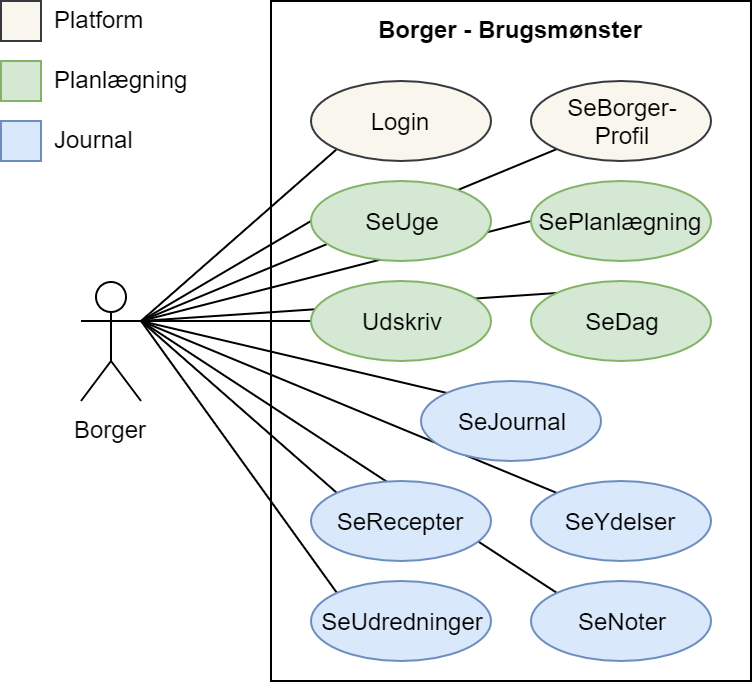 Platform
Planlægning
Journal
Borger - Brugsmønster
Login
SeBorger-
Profil
SeUge
SePlanlægning
Udskriv
SeDag
Borger
SeJournal
SeRecepter
SeYdelser
SeUdredninger
SeNoter